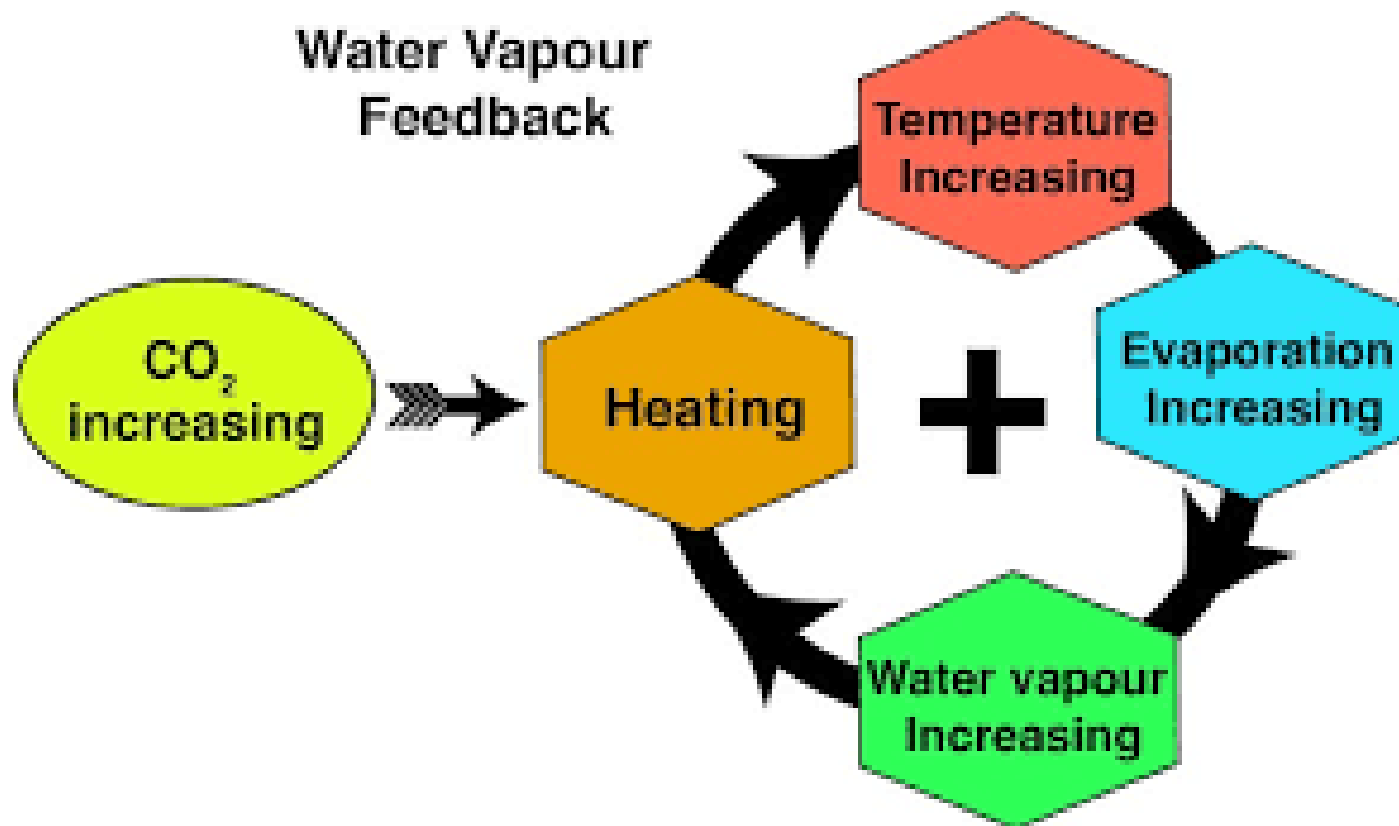 Water Vapour
Feedback
Temperature
Increasing
CO₂
increasing
Heating
+
Evaporation
Increasing
Water vapour
Increasing